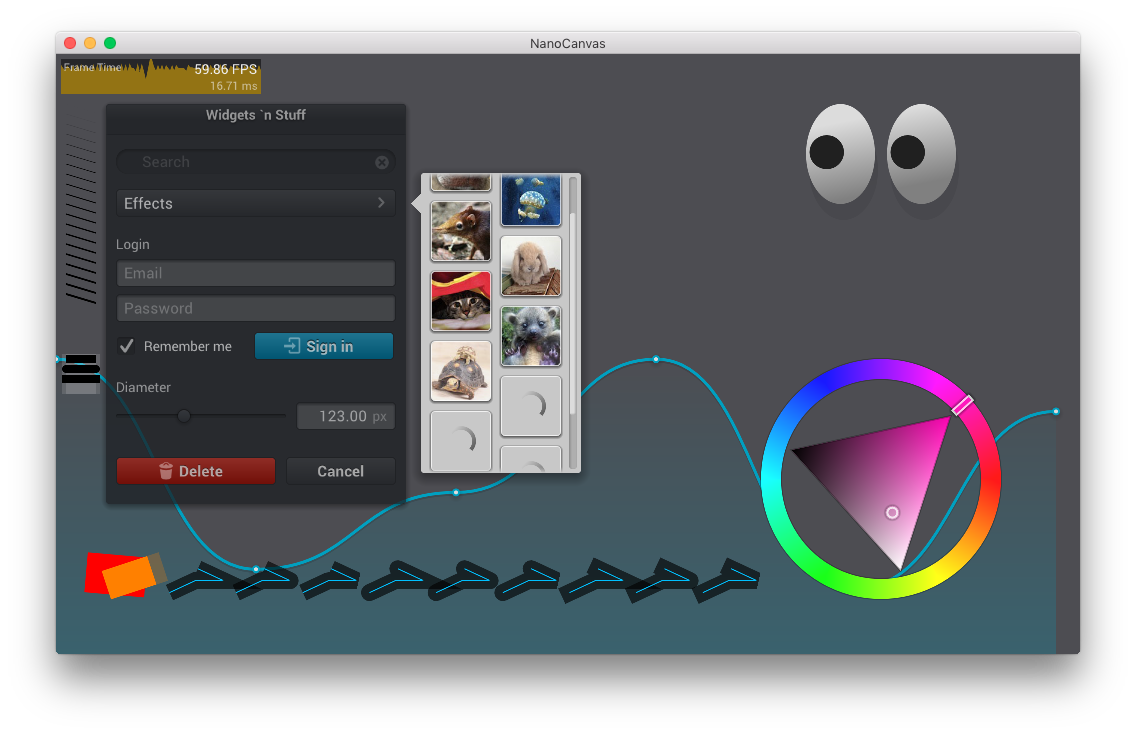 NanoCanvas
Frame Time
59.86 FPS
16.71 ms
Widgets `n Stuff
Search
Effects
Login
Email
Password
Remember me
Sign in
Diameter
123.00 px
Delete
Cancel